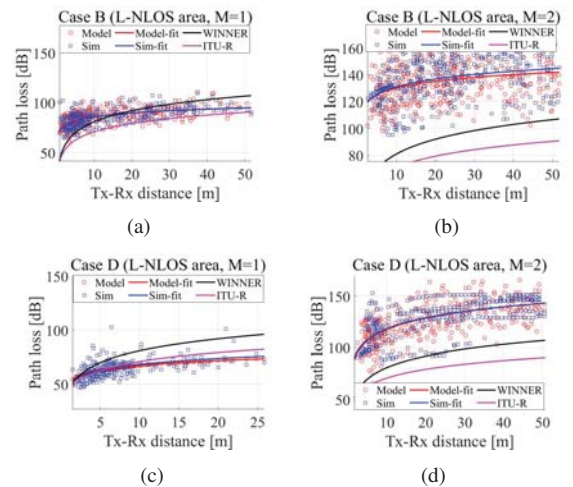 Case B (L-NLOS area, M=1)
Model Model-fit WINNER
Sim Sim-fit ITU-R
150
100
50
Path loss [dB]
10 20 30 40 50
Tx-Rx distance [m]
(a)
Case B (L-NLOS area, M=2)
Model Model-fit WINNER
Sim Sim-fit ITU-R
160
140
120
100
80
Path loss [dB]
10 20 30 40 50
Tx-Rx distance [m]
(b)
Case D (L-NLOS area, M=1)
Model Model-fit WINNER
Sim Sim-fit ITU-R
150
100
50
Path loss [dB]
5 10 15 20 25
Tx-Rx distance [m]
(c)
Case D (L-NLOS area, M=2)
150
100
50
Path loss [dB]
Model Model-fit WINNER
Sim Sim-fit ITU-R
10 20 30 40 50
Tx-Rx distance [m]
(d)